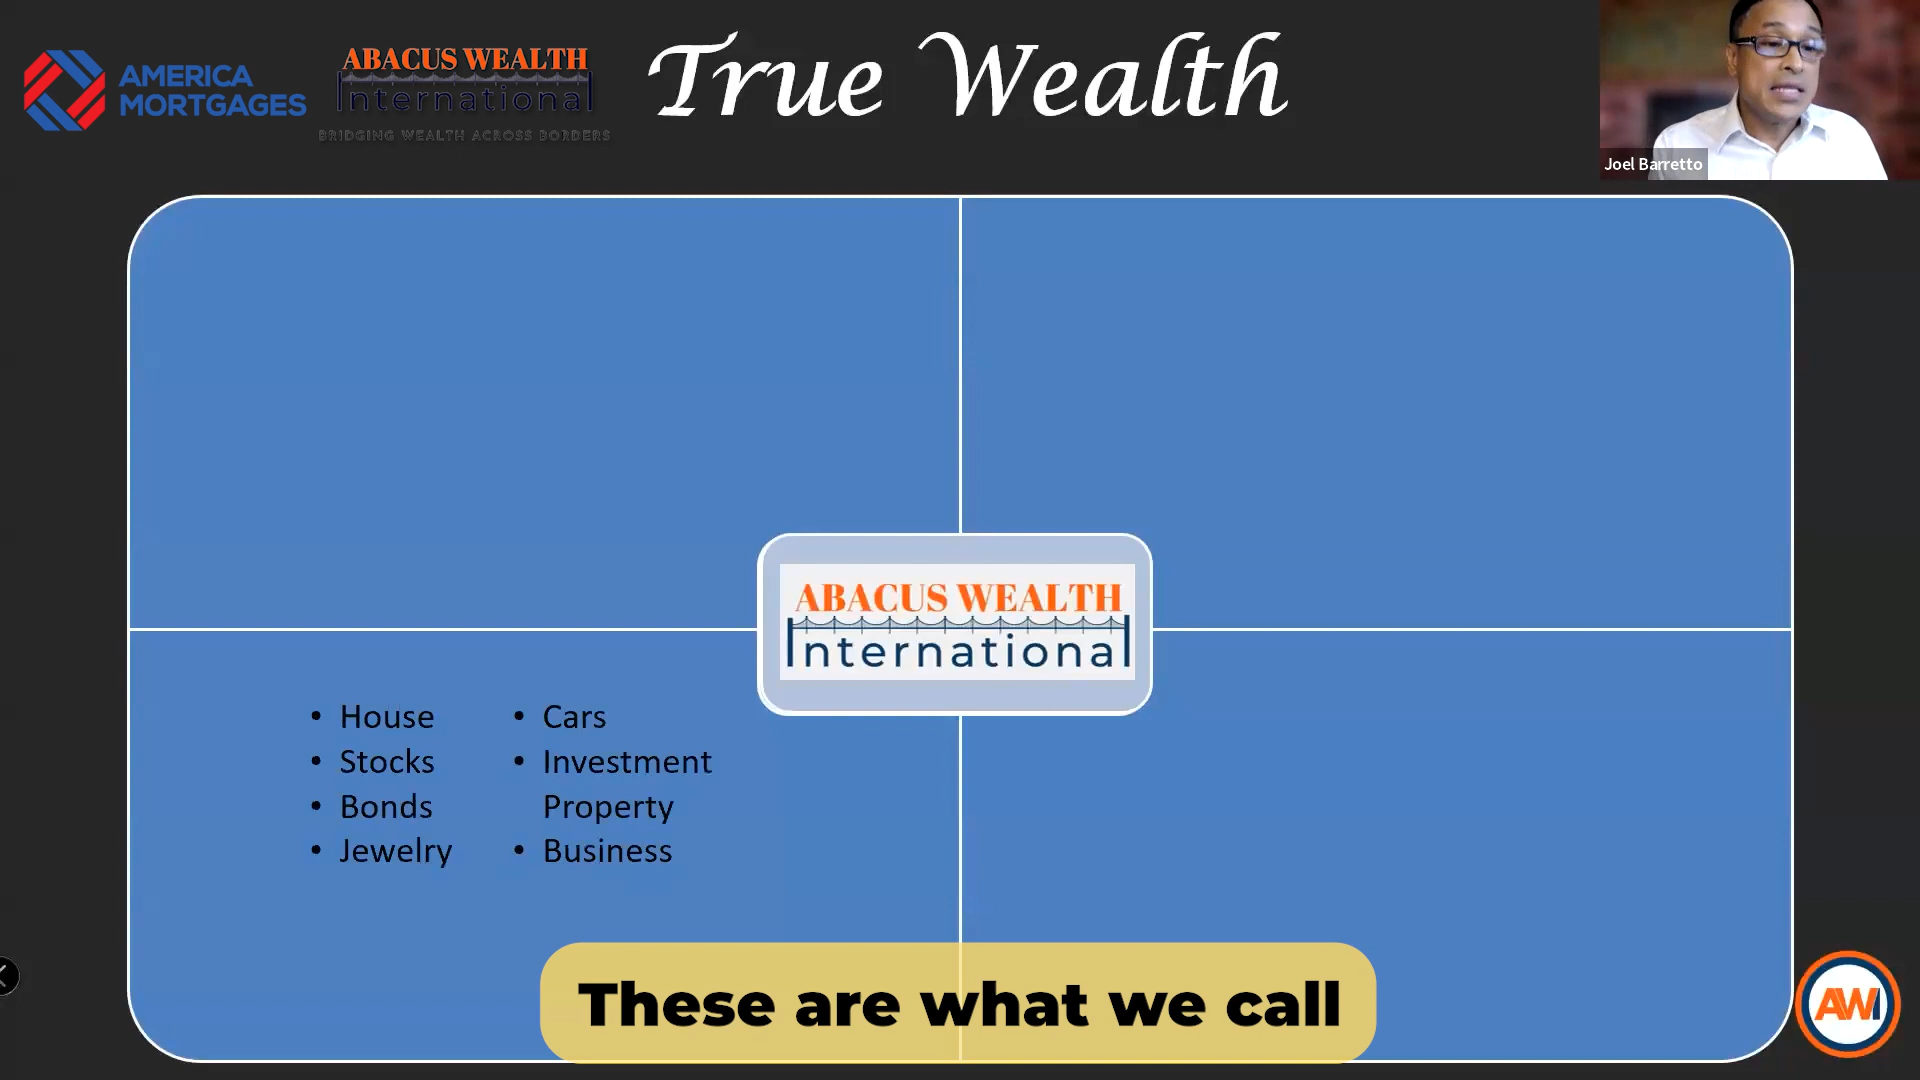 AMERICA
MORTGAGES
ABACUS WEALTH
International
BRIDGING WEALTH ACROSS BORDERS
True Wealth
Joel Barretto
ABACUS WEALTH
International
• House
• Stocks
• Bonds
• Jewelry
• Cars
• Investment
Property
• Business
These are what we call
AWI